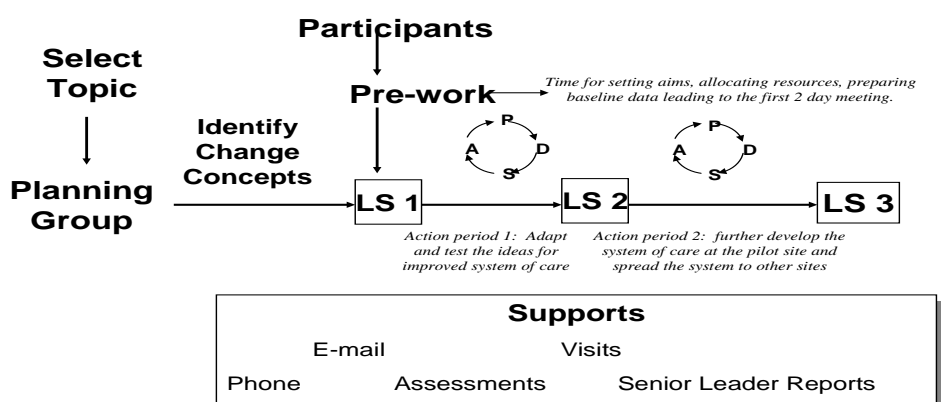 Participants
Select
Topic
Pre-work
Time for setting aims, allocating resources, preparing
baseline data leading to the first 2 day meeting.
Identify
Change
Concepts
P
A D
S
P
A D
S
Planning
Group
LS 1
LS 2
LS 3
Action period 1: Adapt
and test the ideas for
improved system of care
Action period 2: further develop the
system of care at the pilot site and
spread the system to other sites
Supports
E-mail Visits
Phone Assessments Senior Leader Reports